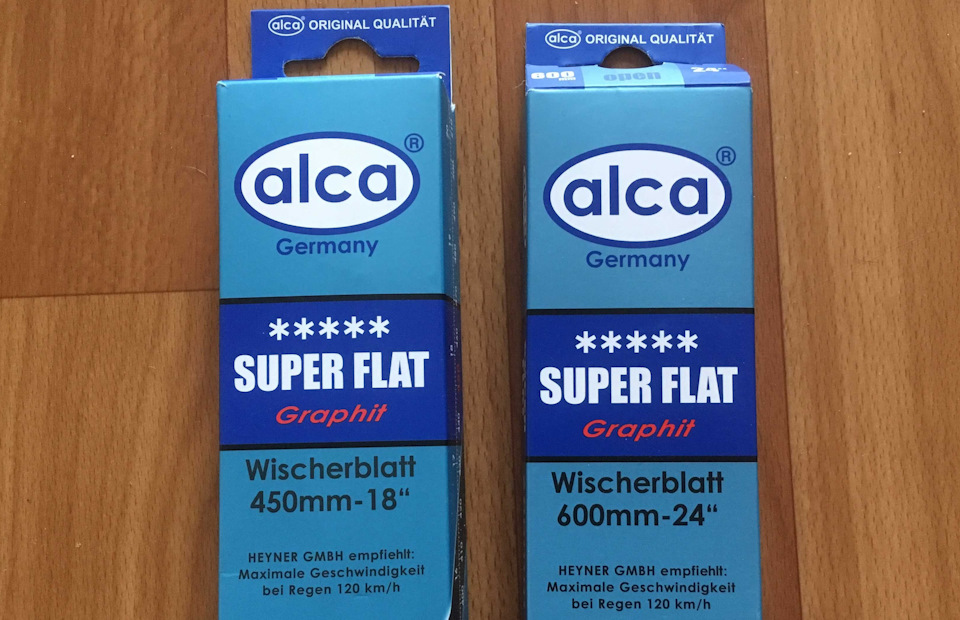 alca ORIGINAL QUALITÄT
alca®
Germany
*****
SUPER FLAT
Graphit
Wischerblatt
450mm-18“
HEYNER GMBH empfiehlt:
Maximale Geschwindigkeit
bei Regen 120 km/h
alca ORIGINAL QUALITÄT
600 mm open 24"
alca®
Germany
*****
SUPER FLAT
Graphit
Wischerblatt
600mm-24“
HEYNER GMBH empfiehlt:
Maximale Geschwindigkeit
bei Regen 120 km/h